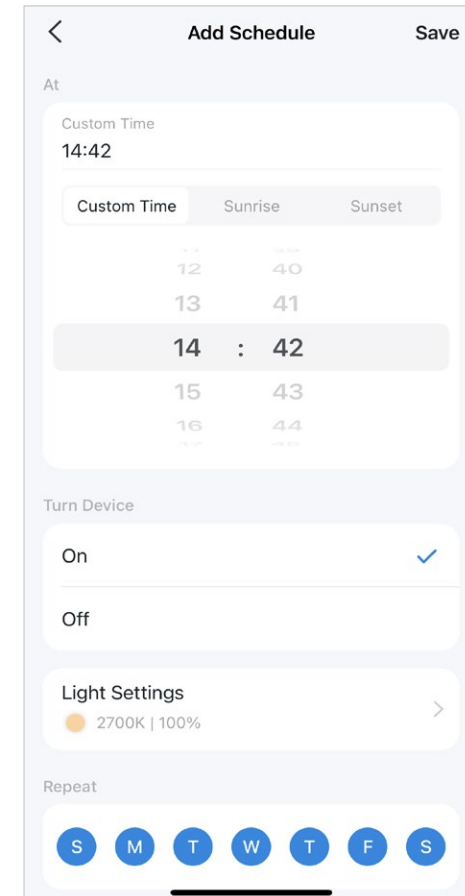 Add Schedule Save
At
Custom Time
14:42
Custom Time Sunrise Sunset
12 40
13 41
14 : 42
15 43
16 44
Turn Device
On
Off
Light Settings
2700K | 100%
Repeat
S M T W T F S